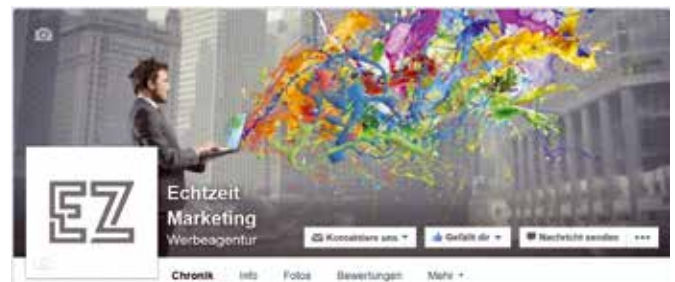 EZ
Echtzeit
Marketing
Werbeagentur
Kontaktiere uns
Gefällt dir
Nachricht senden
Chronik Info Fotos Bewertungen Mehr